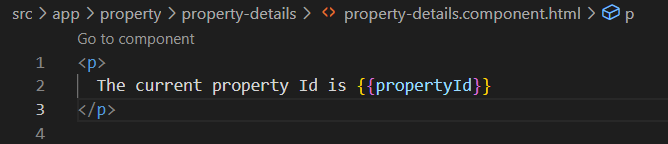 src > app > property > property-details > <> property-details.component.html > p
Go to component
1 <p>
2 The current property Id is {{propertyId}}
3 </p>
4